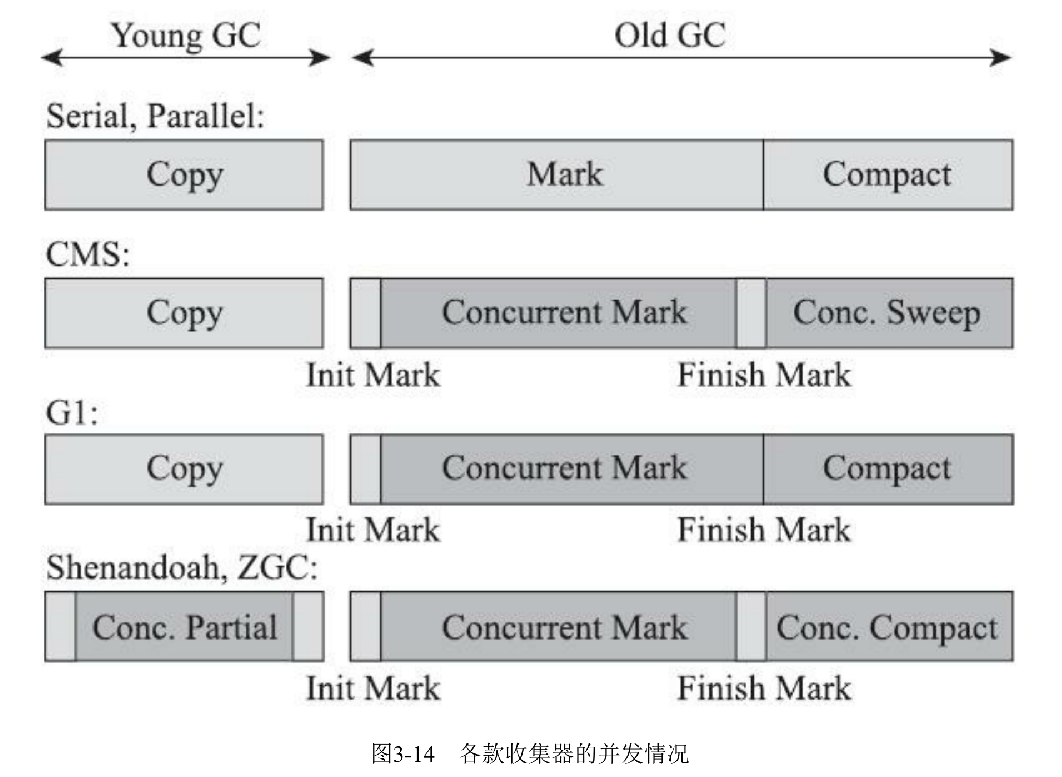 Young GC Old GC
Serial, Parallel:
Copy Mark Compact
CMS:
Copy Concurrent Mark Conc. Sweep
Init Mark Finish Mark
G1:
Copy Concurrent Mark Compact
Init Mark Finish Mark
Shenandoah, ZGC:
Conc. Partial Concurrent Mark Conc. Compact
Init Mark Finish Mark
图3-14 各款收集器的并发情况